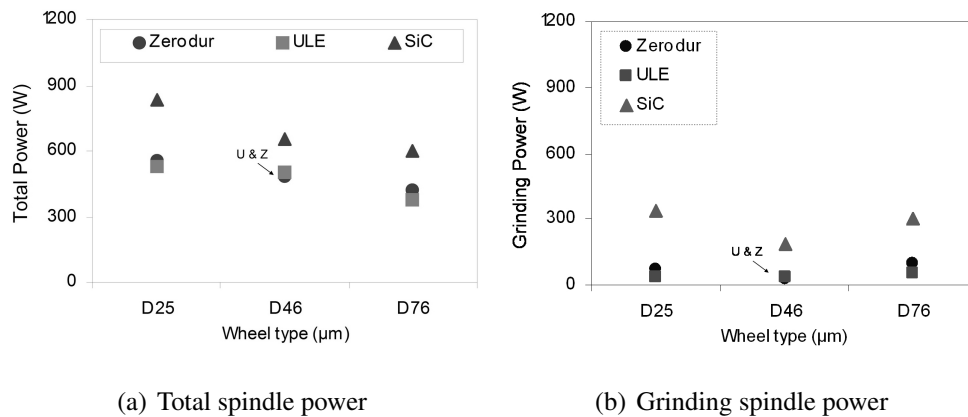 1200
Zerodur ULE SiC
900
600
300
0
Total Power (W)
U & Z
D25 D46 D76
Wheel type (µm)
(a) Total spindle power
1200
Zerodur
ULE
SiC
900
600
300
0
Grinding Power (W)
U & Z
D25 D46 D76
Wheel type (µm)
(b) Grinding spindle power